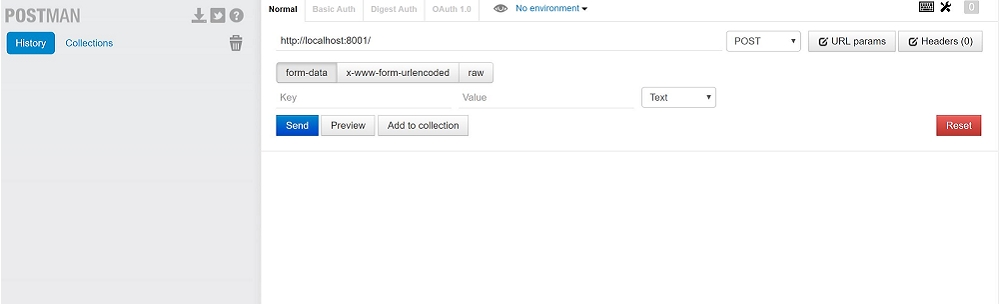 POSTMAN
History Collections
Normal Basic Auth Digest Auth OAuth 1.0 No environment 0
http://localhost:8001/ POST URL params Headers (0)
form-data x-www-form-urlencoded raw
Key Value Text
Send Preview Add to collection Reset